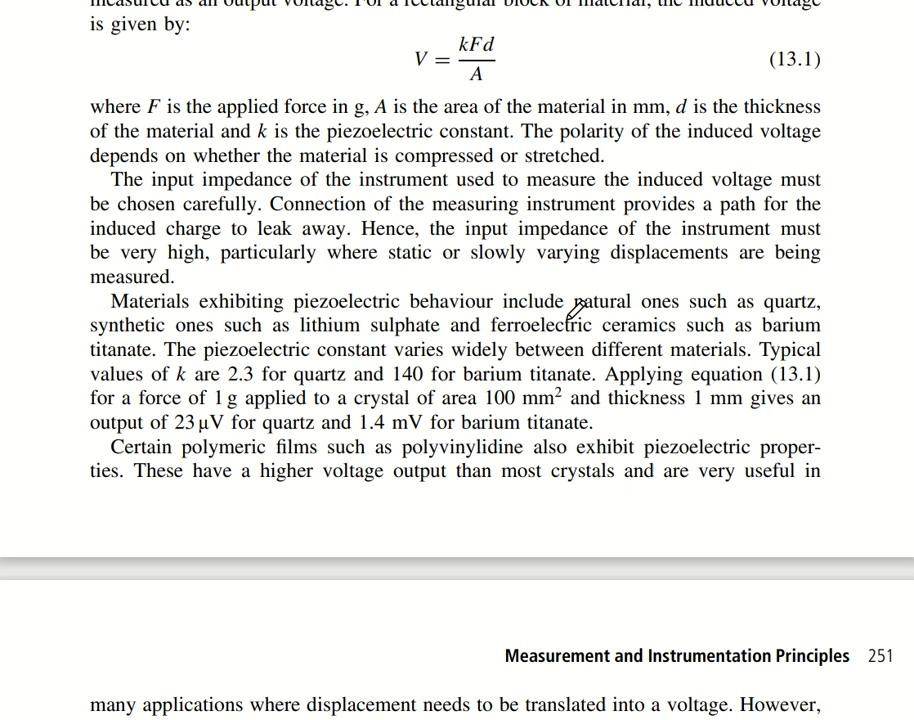 is given by:
V = kFd / A (13.1)
where F is the applied force in g, A is the area of the material in mm, d is the thickness
of the material and k is the piezoelectric constant. The polarity of the induced voltage
depends on whether the material is compressed or stretched.
The input impedance of the instrument used to measure the induced voltage must
be chosen carefully. Connection of the measuring instrument provides a path for the
induced charge to leak away. Hence, the input impedance of the instrument must
be very high, particularly where static or slowly varying displacements are being
measured.
Materials exhibiting piezoelectric behaviour include natural ones such as quartz,
synthetic ones such as lithium sulphate and ferroelectric ceramics such as barium
titanate. The piezoelectric constant varies widely between different materials. Typical
values of k are 2.3 for quartz and 140 for barium titanate. Applying equation (13.1)
for a force of 1 g applied to a crystal of area 100 mm² and thickness 1 mm gives an
output of 23 μV for quartz and 1.4 mV for barium titanate.
Certain polymeric films such as polyvinylidine also exhibit piezoelectric proper-
ties. These have a higher voltage output than most crystals and are very useful in
Measurement and Instrumentation Principles 251
many applications where displacement needs to be translated into a voltage. However,